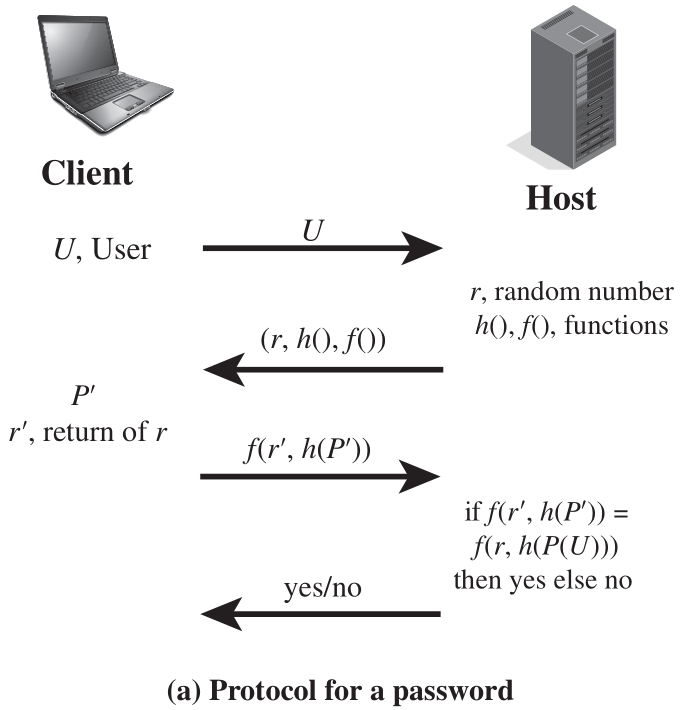 Client
Host
U, User
U
r, random number
h(), f(), functions
(r, h(), f())
P′
r′, return of r
f(r′, h(P′))
if f(r′, h(P′)) =
f(r, h(P(U)))
then yes else no
yes/no
(a) Protocol for a password